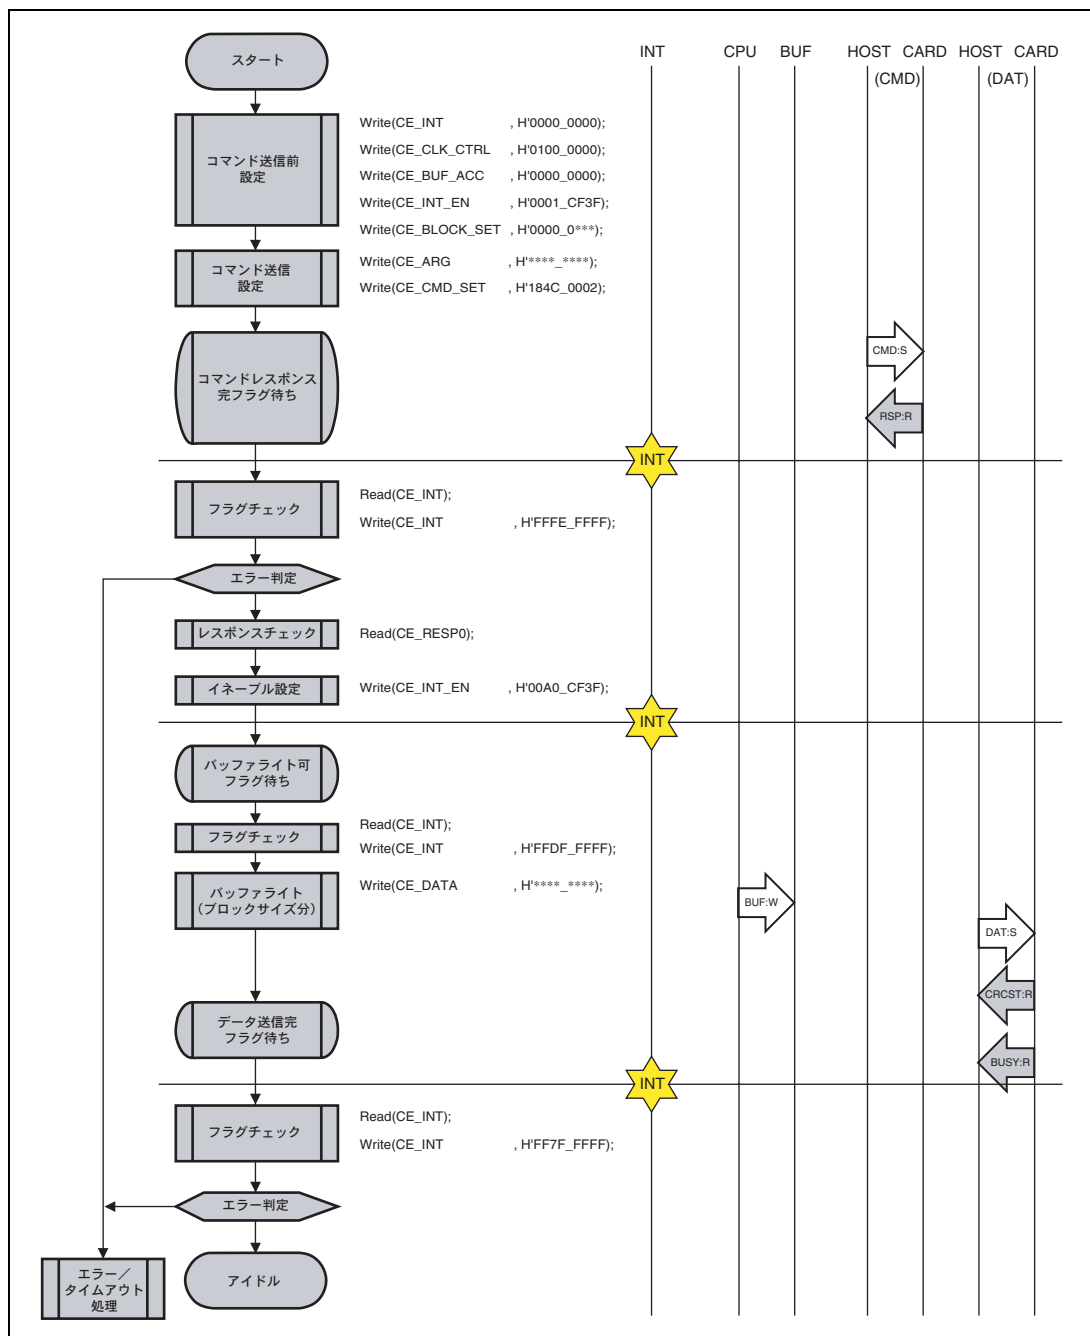 INT CPU BUF HOST CARD HOST CARD
(CMD) (DAT)
スタート
コマンド送信前
設定
Write(CE_INT , H'0000_0000);
Write(CE_CLK_CTRL , H'0100_0000);
Write(CE_BUF_ACC , H'0000_0000);
Write(CE_INT_EN , H'0001_CF3F);
Write(CE_BLOCK_SET , H'0000_0***);
コマンド送信
設定
Write(CE_ARG , H'****_****);
Write(CE_CMD_SET , H'184C_0002);
コマンドレスポンス
完フラグ待ち
CMD:S
RSP:R
INT
フラグチェック
Read(CE_INT);
Write(CE_INT , H'FFFE_FFFF);
エラー判定
レスポンスチェック
Read(CE_RESP0);
イネーブル設定
Write(CE_INT_EN , H'00A0_CF3F);
INT
バッファライト可
フラグ待ち
フラグチェック
Read(CE_INT);
Write(CE_INT , H'FFDF_FFFF);
バッファライト
(ブロックサイズ分)
Write(CE_DATA , H'****_****);
BUF:W
DAT:S
CRCST:R
データ送信完
フラグ待ち
BUSY:R
INT
フラグチェック
Read(CE_INT);
Write(CE_INT , H'FF7F_FFFF);
エラー判定
エラー／
タイムアウト
処理
アイドル